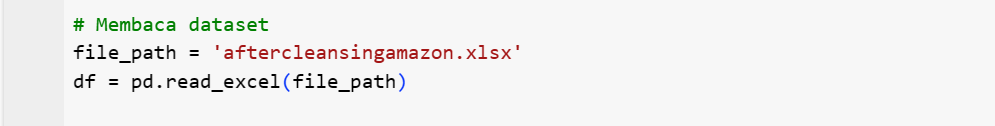 # Membaca dataset
file_path = 'aftercleansingamazon.xlsx'
df = pd.read_excel(file_path)